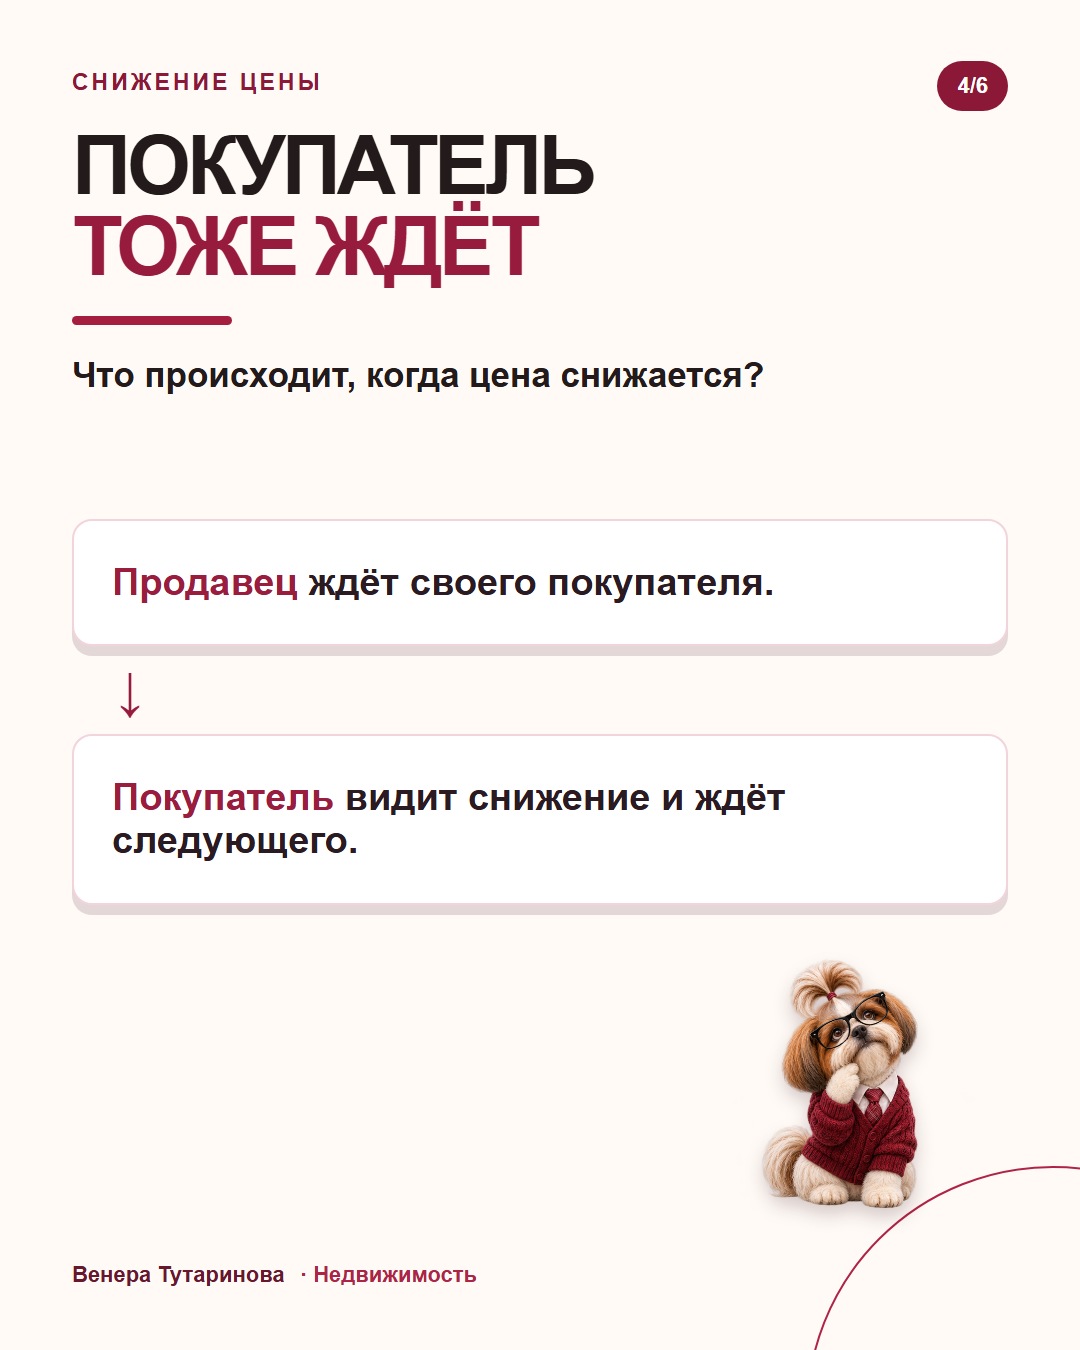 СНИЖЕНИЕ ЦЕНЫ
4/6
ПОКУПАТЕЛЬ
ТОЖЕ ЖДЁТ
Что происходит, когда цена снижается?
Продавец ждёт своего покупателя.
↓
Покупатель видит снижение и ждёт
следующего.
Венера Тутаринова · Недвижимость